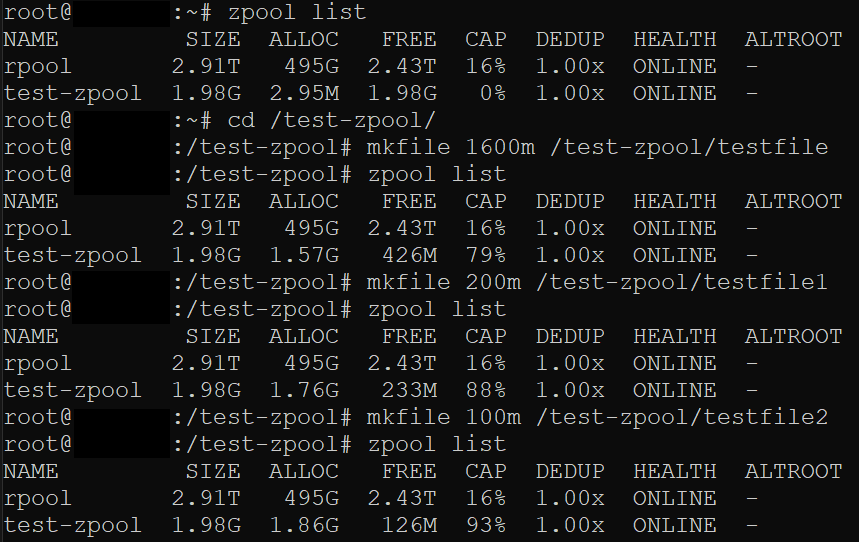 root@ :~# zpool list
NAME SIZE ALLOC FREE CAP DEDUP HEALTH ALTROOT
rpool 2.91T 495G 2.43T 16% 1.00x ONLINE -
test-zpool 1.98G 2.95M 1.98G 0% 1.00x ONLINE -
root@ :~# cd /test-zpool/
root@ :/test-zpool# mkfile 1600m /test-zpool/testfile
root@ :/test-zpool# zpool list
NAME SIZE ALLOC FREE CAP DEDUP HEALTH ALTROOT
rpool 2.91T 495G 2.43T 16% 1.00x ONLINE -
test-zpool 1.98G 1.57G 426M 79% 1.00x ONLINE -
root@ :/test-zpool# mkfile 200m /test-zpool/testfile1
root@ :/test-zpool# zpool list
NAME SIZE ALLOC FREE CAP DEDUP HEALTH ALTROOT
rpool 2.91T 495G 2.43T 16% 1.00x ONLINE -
test-zpool 1.98G 1.76G 233M 88% 1.00x ONLINE -
root@ :/test-zpool# mkfile 100m /test-zpool/testfile2
root@ :/test-zpool# zpool list
NAME SIZE ALLOC FREE CAP DEDUP HEALTH ALTROOT
rpool 2.91T 495G 2.43T 16% 1.00x ONLINE -
test-zpool 1.98G 1.86G 126M 93% 1.00x ONLINE -